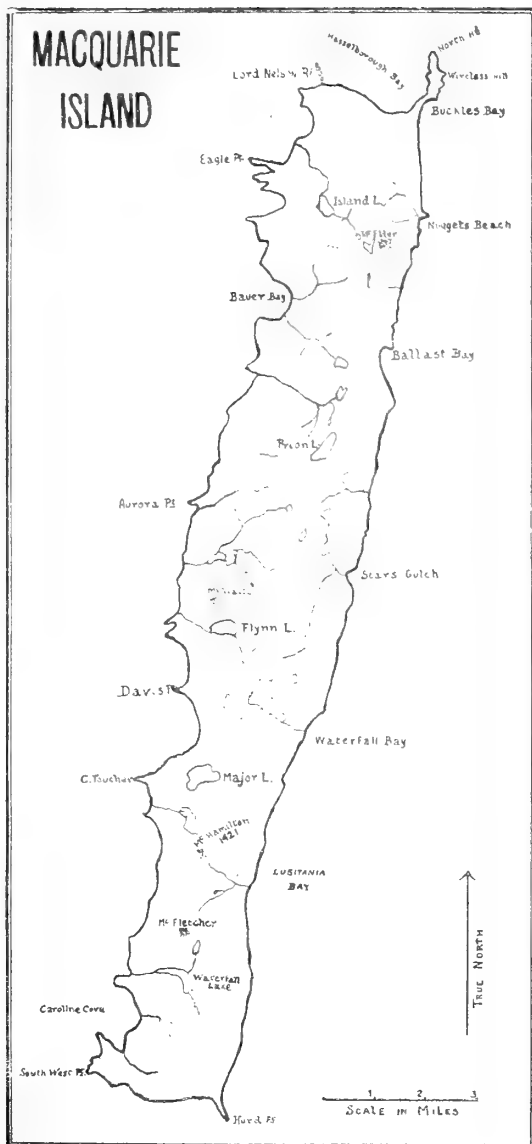 MACQUARIE
ISLAND
North Hd
Hasselborough Bay
Wireless Hill
Lord Nelson Rf
Buckles Bay
Eagle Pt.
Island L.
Nuggets Beach
Mt Elder
Bauer Bay
Ballast Bay
Prion L.
Aurora Pt.
Scars Gulch
Flynn L.
Davis Pt
Waterfall Bay
C. Toucher
Major L.
Mt Hamilton
1421
LUSITANIA
BAY
Mt Fletcher
Waterfall
Lake
TRUE NORTH
Caroline Cove
South West Pt.
1 2 3
SCALE IN MILES
Hurd Pt